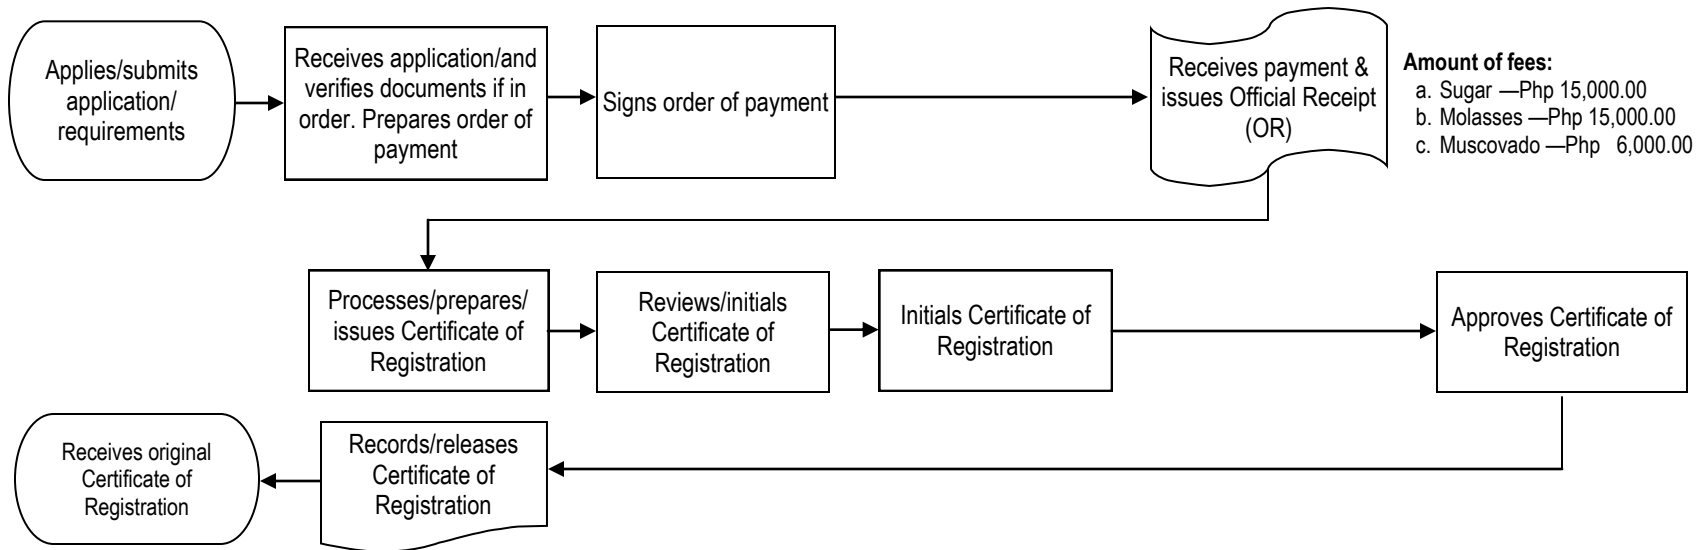 Applies/submits
application/
requirements
Receives application/and
verifies documents if in
order. Prepares order of
payment
Signs order of payment
Receives payment &
issues Official Receipt
(OR)
Amount of fees:
a. Sugar —Php 15,000.00
b. Molasses —Php 15,000.00
c. Muscovado —Php 6,000.00
Processes/prepares/
issues Certificate of
Registration
Reviews/initials
Certificate of
Registration
Initials Certificate of
Registration
Approves Certificate of
Registration
Receives original
Certificate of
Registration
Records/releases
Certificate of
Registration